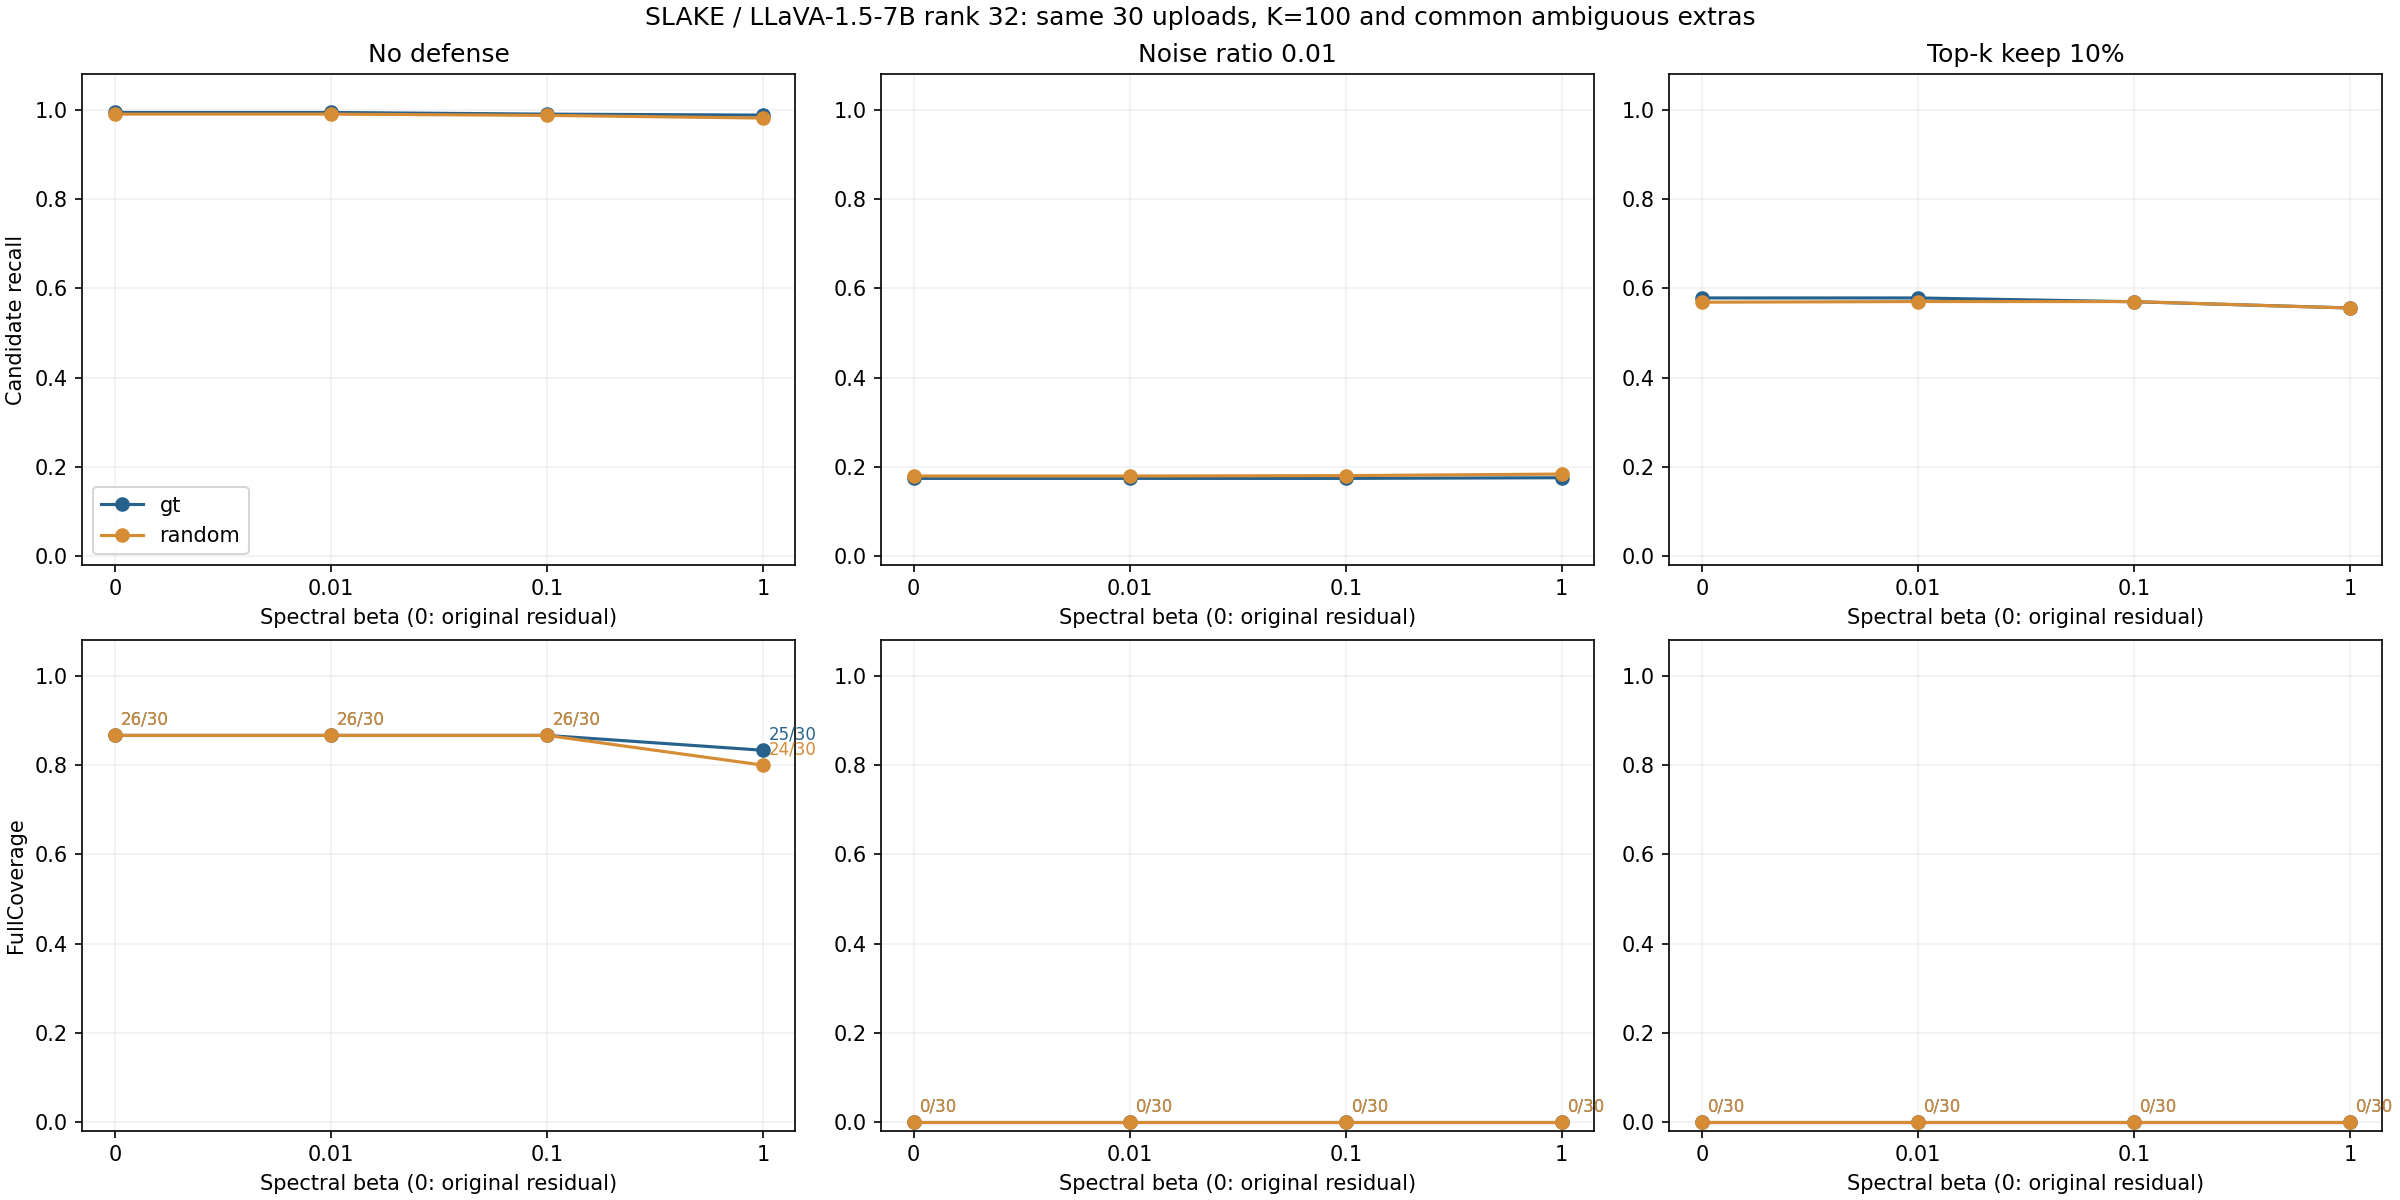 SLAKE / LLaVA-1.5-7B rank 32: same 30 uploads, K=100 and common ambiguous extras
No defense
Candidate recall
1.0
0.8
0.6
0.4
0.2
0.0
gt
random
0 0.01 0.1 1
Spectral beta (0: original residual)
Noise ratio 0.01
1.0
0.8
0.6
0.4
0.2
0.0
0 0.01 0.1 1
Spectral beta (0: original residual)
Top-k keep 10%
1.0
0.8
0.6
0.4
0.2
0.0
0 0.01 0.1 1
Spectral beta (0: original residual)
FullCoverage
1.0
0.8
0.6
0.4
0.2
0.0
26/30 26/30 26/30 25/30
24/30
0 0.01 0.1 1
Spectral beta (0: original residual)
1.0
0.8
0.6
0.4
0.2
0.0
0/30 0/30 0/30 0/30
0 0.01 0.1 1
Spectral beta (0: original residual)
1.0
0.8
0.6
0.4
0.2
0.0
0/30 0/30 0/30 0/30
0 0.01 0.1 1
Spectral beta (0: original residual)